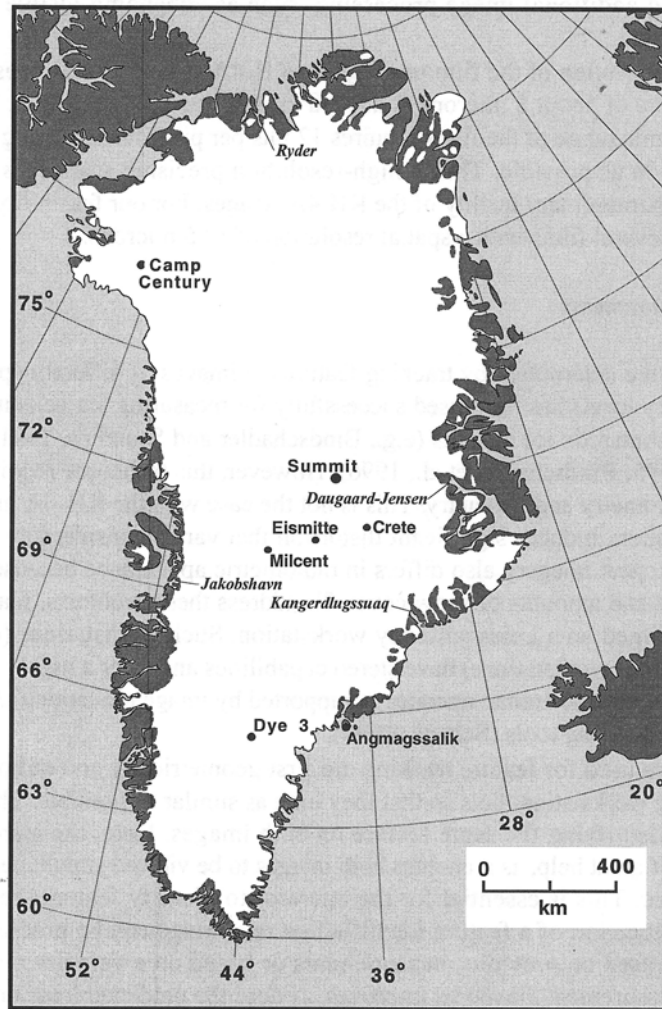 Ryder
Camp
Century
75°
72°
Summit
Daugaard-Jensen
Eismitte
Crete
69°
Milcent
Jakobshavn
Kangerdlugssuaq
66°
Dye 3
Angmagssalik
63°
28°
20°
0 400
km
60°
52°
44°
36°